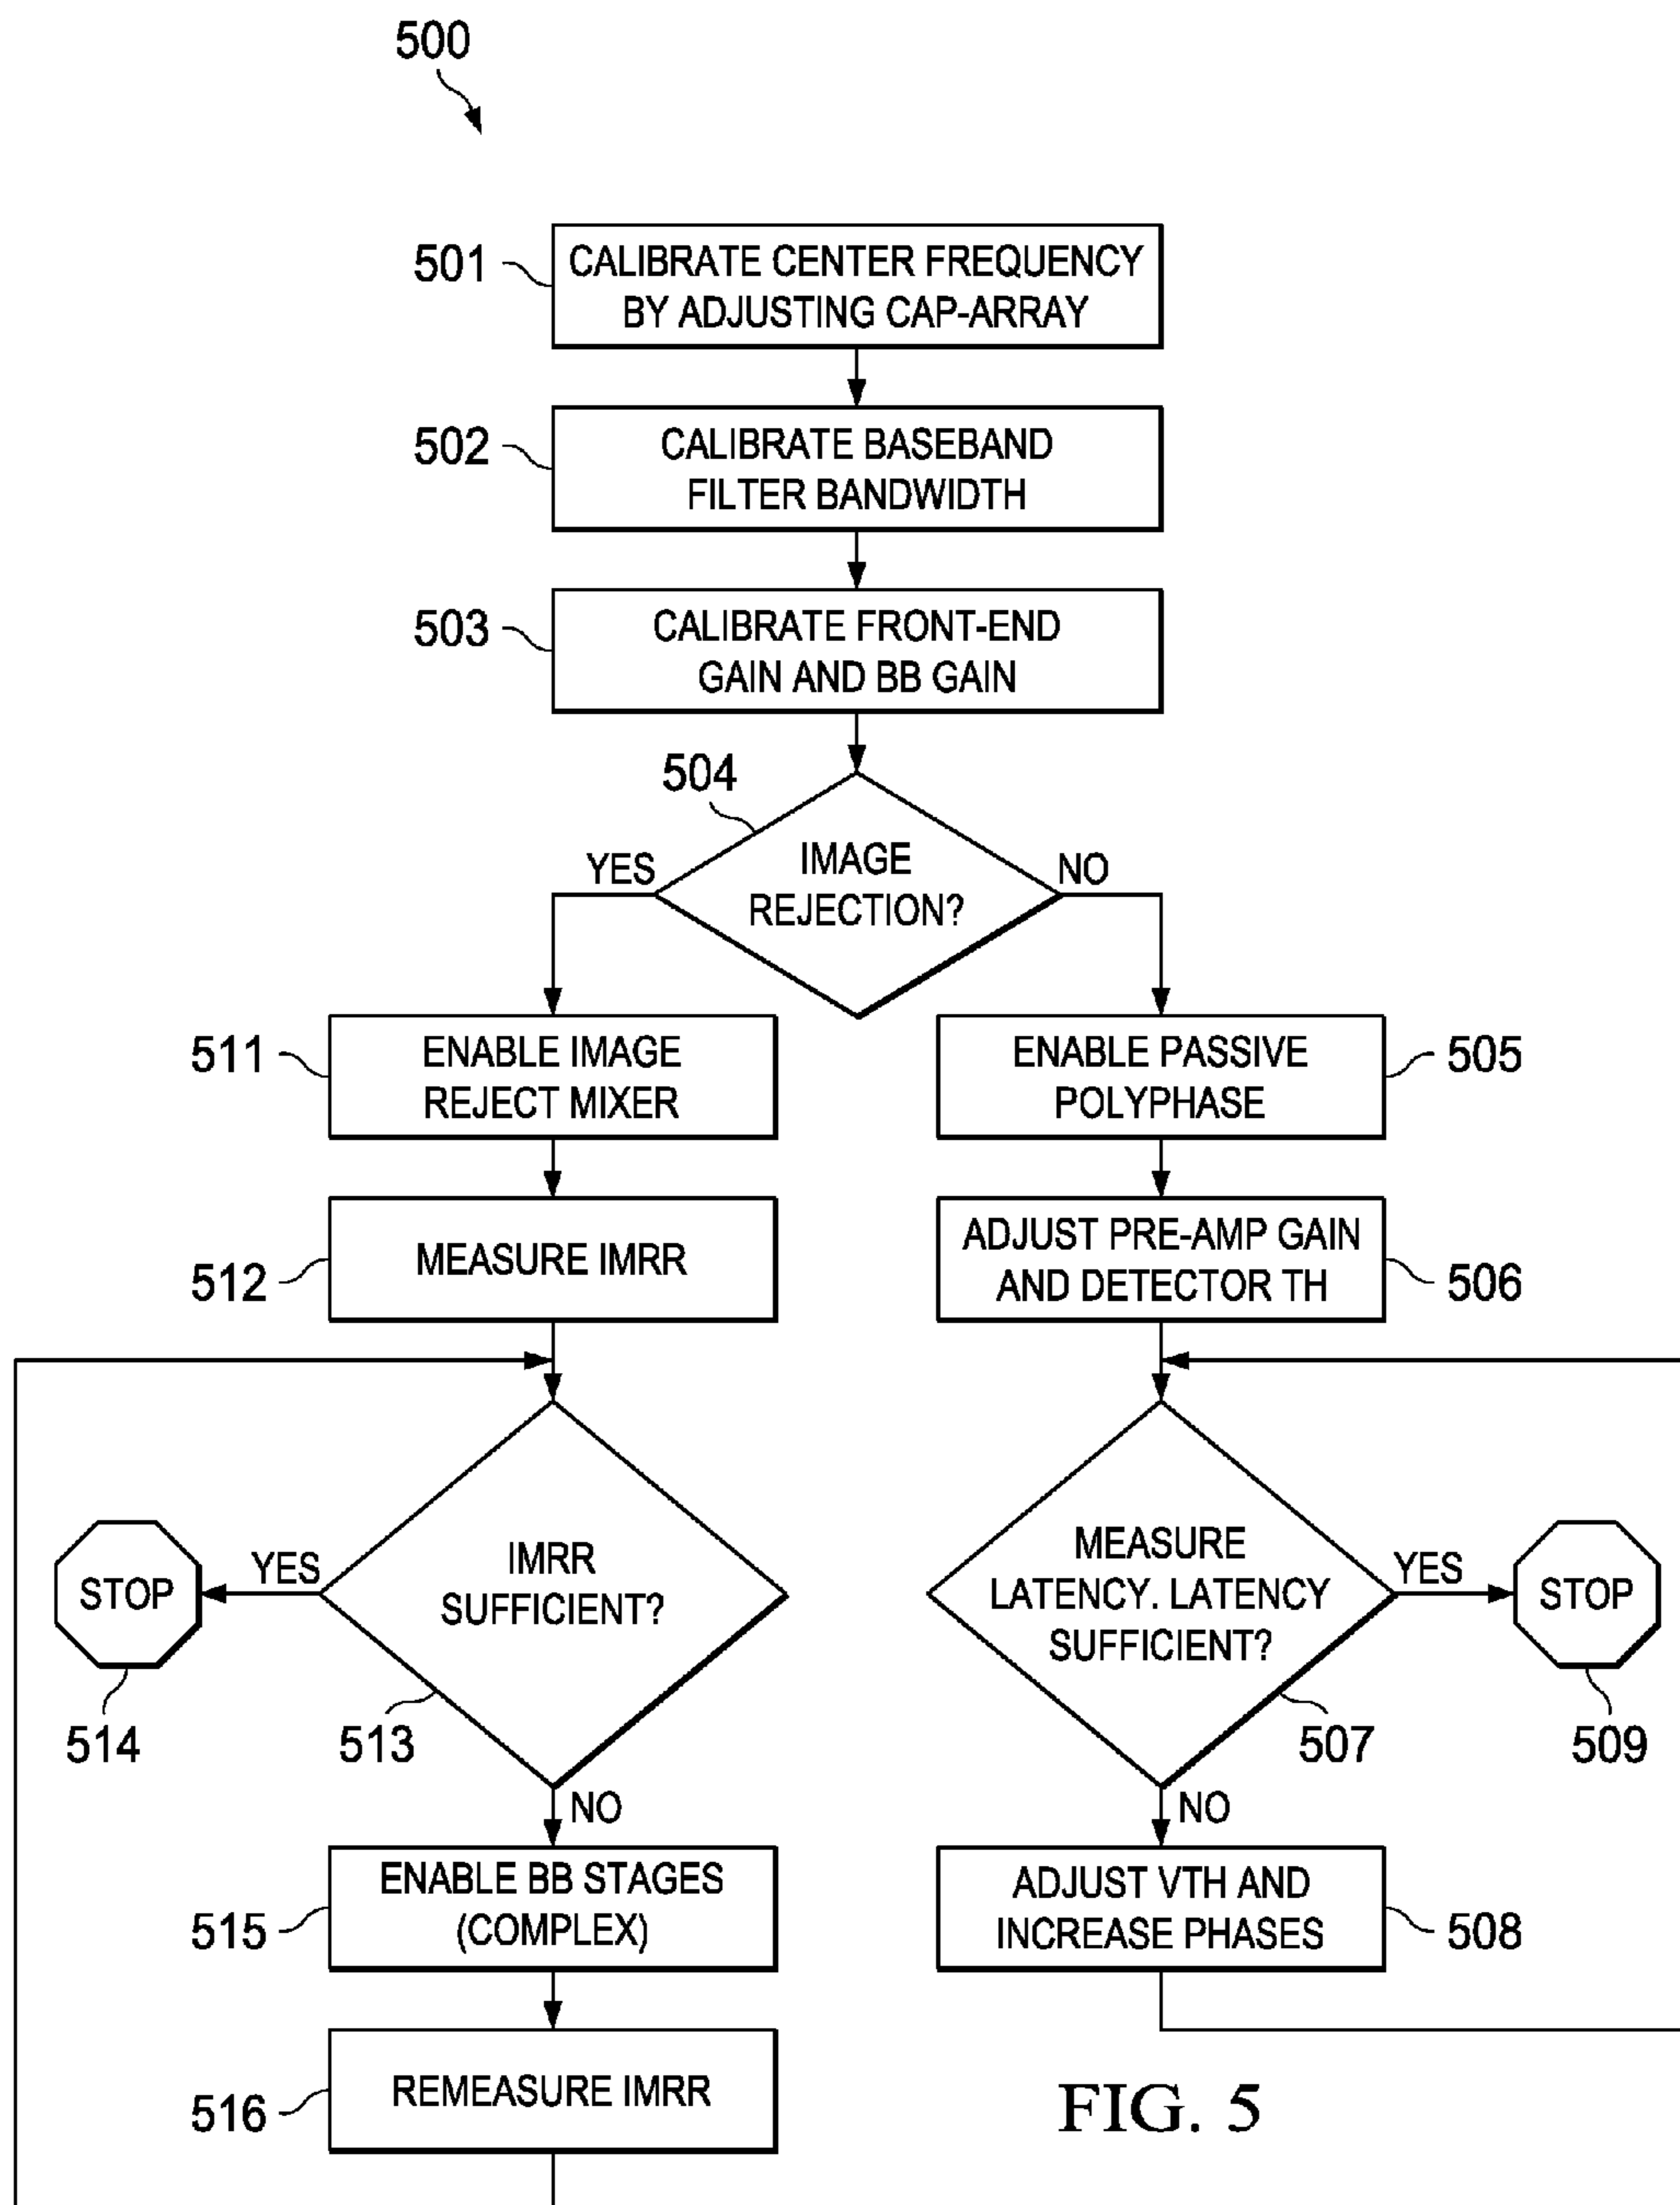 500
501
CALIBRATE CENTER FREQUENCY
BY ADJUSTING CAP-ARRAY
502
CALIBRATE BASEBAND
FILTER BANDWIDTH
503
CALIBRATE FRONT-END
GAIN AND BB GAIN
504
IMAGE
REJECTION?
YES
NO
511
ENABLE IMAGE
REJECT MIXER
ENABLE PASSIVE
POLYPHASE
505
512
MEASURE IMRR
ADJUST PRE-AMP GAIN
AND DETECTOR TH
506
STOP
YES
IMRR
SUFFICIENT?
MEASURE
LATENCY. LATENCY
SUFFICIENT?
YES
STOP
514
513
507
509
NO
NO
515
ENABLE BB STAGES
(COMPLEX)
ADJUST VTH AND
INCREASE PHASES
508
516
REMEASURE IMRR
FIG. 5